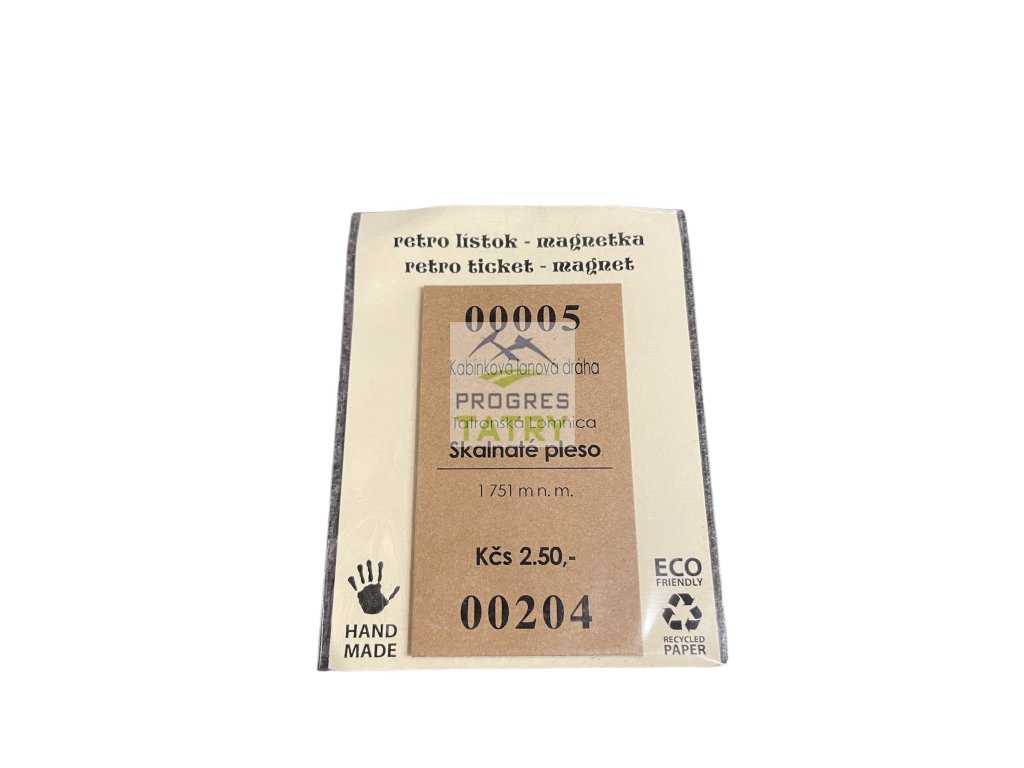 retro lístok - magnetka
retro ticket - magnet
00005
Kabínková lanová dráha
PROGRES
TATRY
Tatranská Lomnica
Skalnaté pleso
1 751 m n. m.
Kčs 2.50,-
00204
HAND
MADE
ECO
FRIENDLY
RECYCLED
PAPER